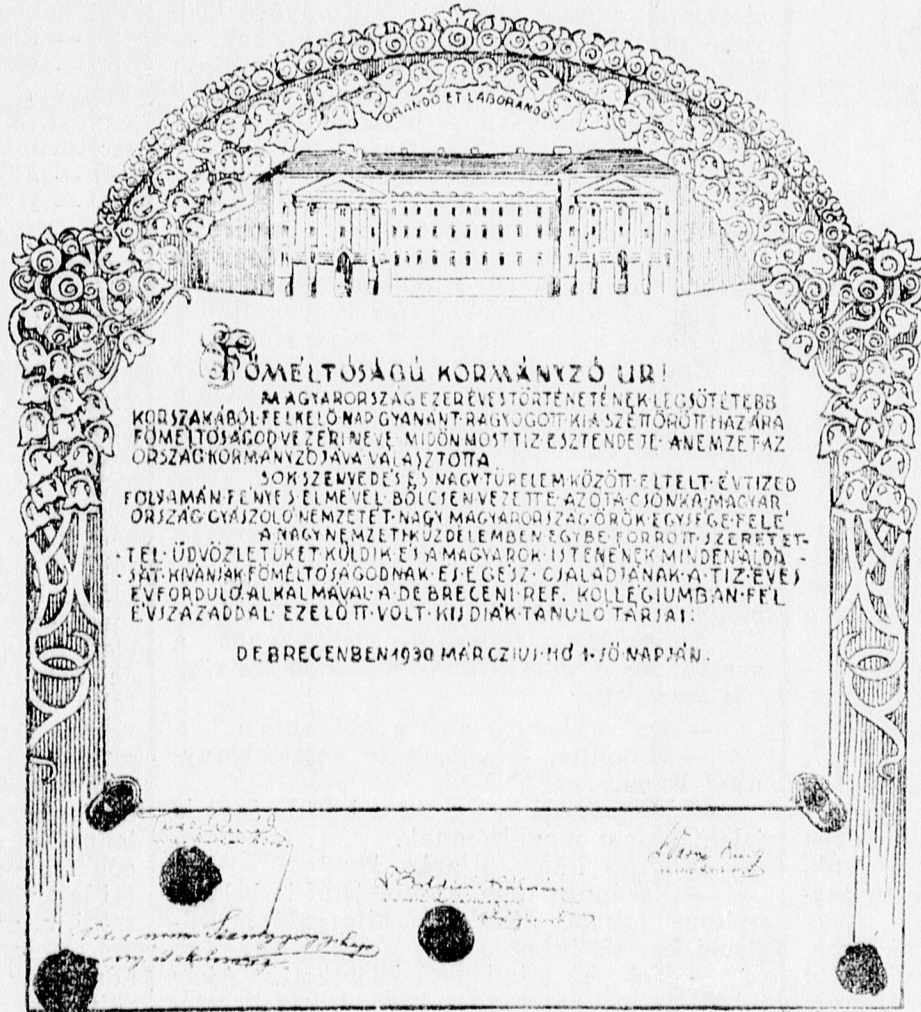 ORANDO ET LABORANDO
FŐMÉLTÓSÁGÚ KORMÁNYZÓ UR!
MAGYARORSZÁG EZER ÉVES TÖRTÉNETÉNEK LEGSÖTÉTEBB
KORSZAKÁBÓL FELKELŐ NAP GYANÁNT RAGYOGOTT KI A SZÉTTÖRÖTT HAZÁRA
FŐMÉLTÓSÁGOD VEZÉRI NEVE MIDŐN MOST TIZ ESZTENDEJE A NEMZET AZ
ORSZÁG KORMÁNYZÓJÁVÁ VÁLASZTOTTA
SOK SZENVEDÉS ÉS NAGY TÜRELEM KÖZÖTT ELTELT ÉVTIZED
FOLYAMÁN FÉNYES ELMÉVEL BÖLCSEN VEZETTE AZÓTA CSONKA MAGYAR
ORSZÁG GYÁSZOLÓ NEMZETÉT NAGY MAGYARORSZÁG ÖRÖK EGYSÉGE FELÉ
A NAGY NEMZETI KÜZDELEMBEN EGYBE FORROTT SZERETET-
-TEL ÜDVÖZLETÜKET KÜLDIK ÉS A MAGYAROK ISTENÉNEK MINDEN ÁLDÁ-
-SÁT KIVÁNJÁK FŐMÉLTÓSÁGODNAK ÉS EGÉSZ CSALÁDJÁNAK A TIZ ÉVES
ÉVFORDULÓ ALKALMÁVAL A DEBRECENI REF. KOLLÉGIUMBAN FÉL
ÉVSZÁZADDAL EZELŐTT VOLT KISDIÁK TANULÓ TÁRSAI:
DEBRECENBEN 1930 MÁRCZIUS HÓ 1-SŐ NAPJÁN.